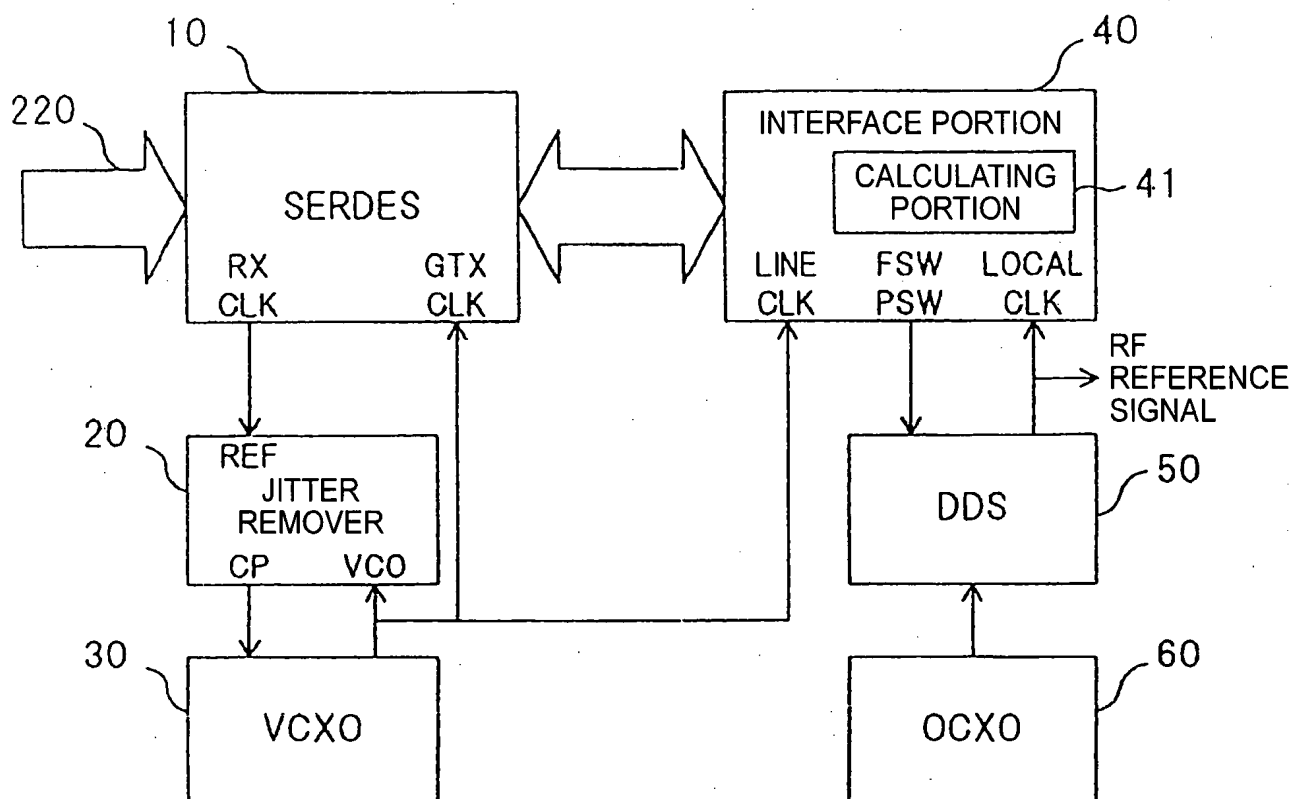 10
40
220
INTERFACE PORTION
CALCULATING
PORTION
41
SERDES
RX
CLK
GTX
CLK
LINE
CLK
FSW
PSW
LOCAL
CLK
RF
REFERENCE
SIGNAL
20
REF
JITTER
REMOVER
CP
VCO
50
DDS
30
VCXO
60
OCXO